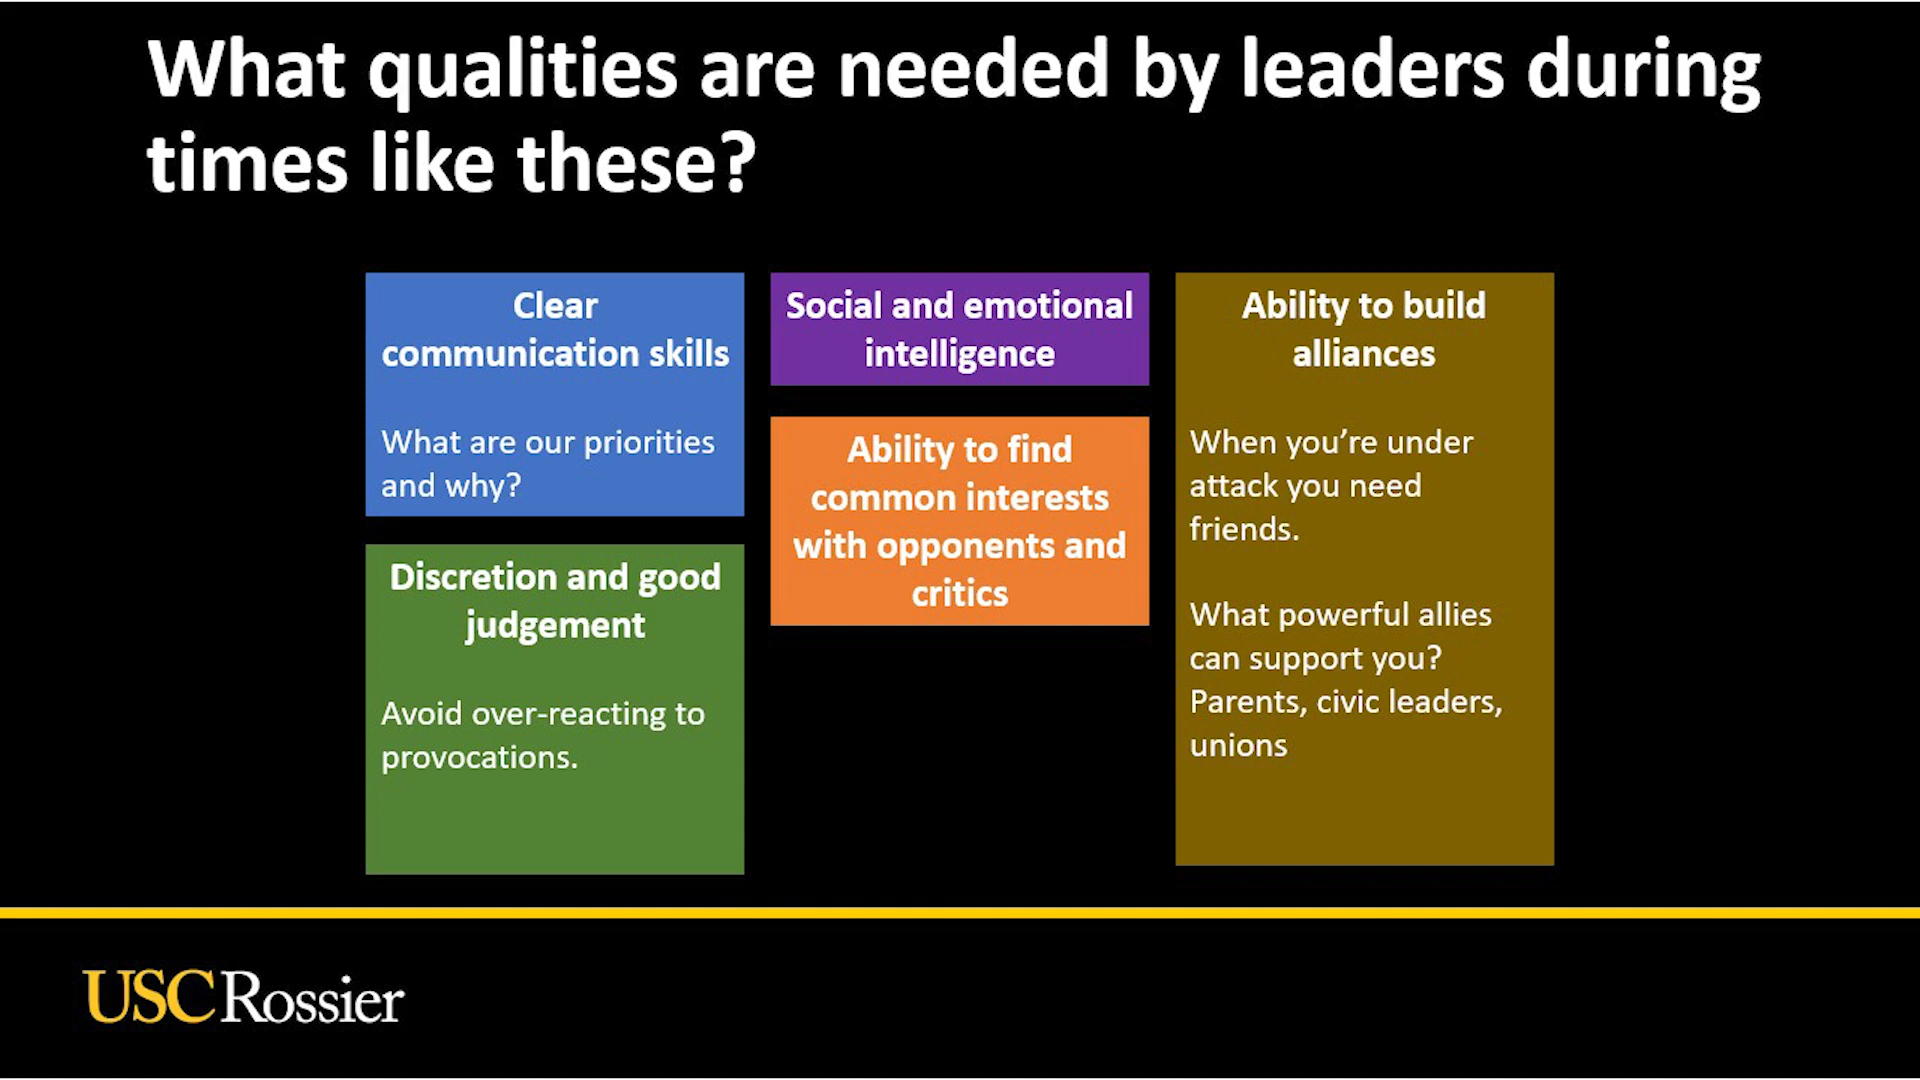 What qualities are needed by leaders during
times like these?
Clear
communication skills
What are our priorities
and why?
Discretion and good
judgement
Avoid over-reacting to
provocations.
Social and emotional
intelligence
Ability to find
common interests
with opponents and
critics
Ability to build
alliances
When you’re under
attack you need
friends.
What powerful allies
can support you?
Parents, civic leaders,
unions
USC Rossier